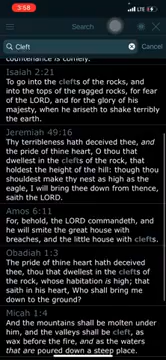 3:58
LTE
Search
Cleft
Cancel
countenance is comely.
Isaiah 2:21
To go into the clefts of the rocks, and
into the tops of the ragged rocks, for fear
of the LORD, and for the glory of his
majesty, when he ariseth to shake terribly
the earth.
Jeremiah 49:16
Thy terribleness hath deceived thee, and
the pride of thine heart, O thou that
dwellest in the clefts of the rock, that
holdest the height of the hill: though thou
shouldest make thy nest as high as the
eagle, I will bring thee down from thence,
saith the LORD.
Amos 6:11
For, behold, the LORD commandeth, and
he will smite the great house with
breaches, and the little house with clefts.
Obadiah 1:3
The pride of thine heart hath deceived
thee, thou that dwellest in the clefts of
the rock, whose habitation is high; that
saith in his heart, Who shall bring me
down to the ground?
Micah 1:4
And the mountains shall be molten under
him, and the valleys shall be cleft, as
wax before the fire, and as the waters
that are poured down a steep place.